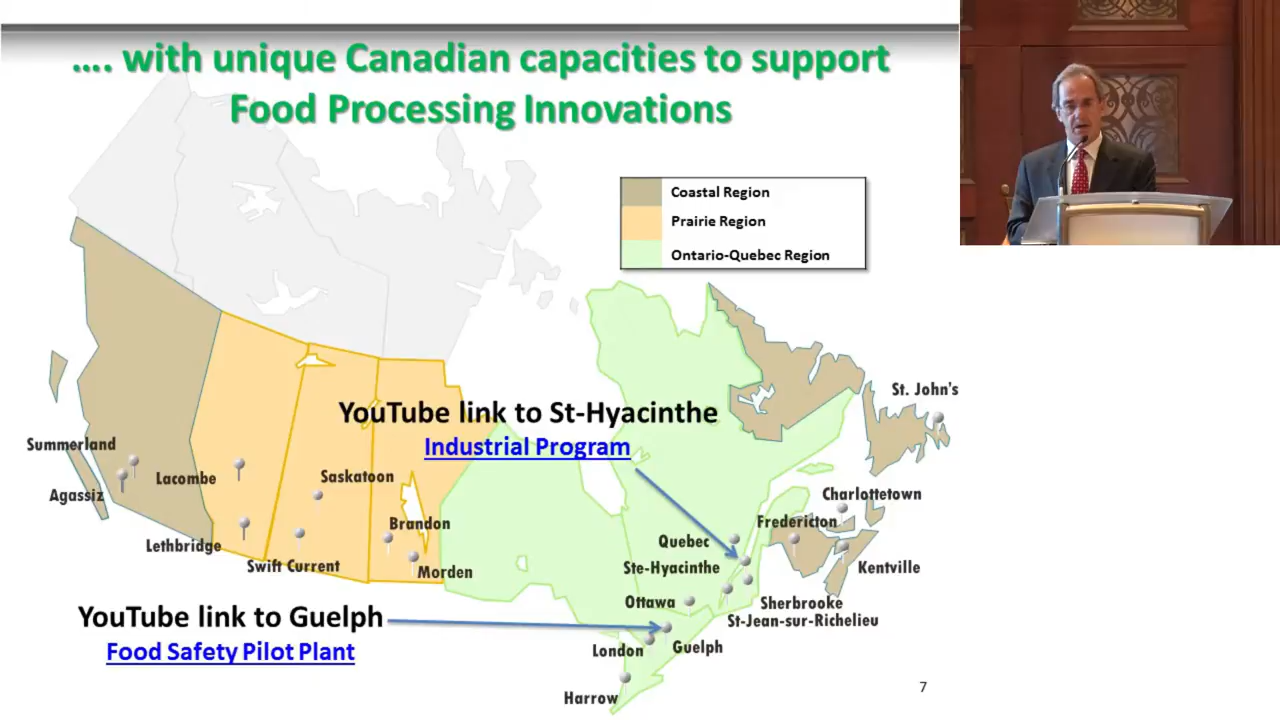 .... with unique Canadian capacities to support
Food Processing Innovations
Coastal Region
Prairie Region
Ontario-Quebec Region
St. John's
YouTube link to St-Hyacinthe
Industrial Program
Summerland
Agassiz
Lacombe
Saskatoon
Charlottetown
Fredericton
Brandon
Lethbridge
Quebec
Swift Current
Morden
Ste-Hyacinthe
Kentville
Ottawa
Sherbrooke
St-Jean-sur-Richelieu
YouTube link to Guelph
Food Safety Pilot Plant
London
Guelph
Harrow
7